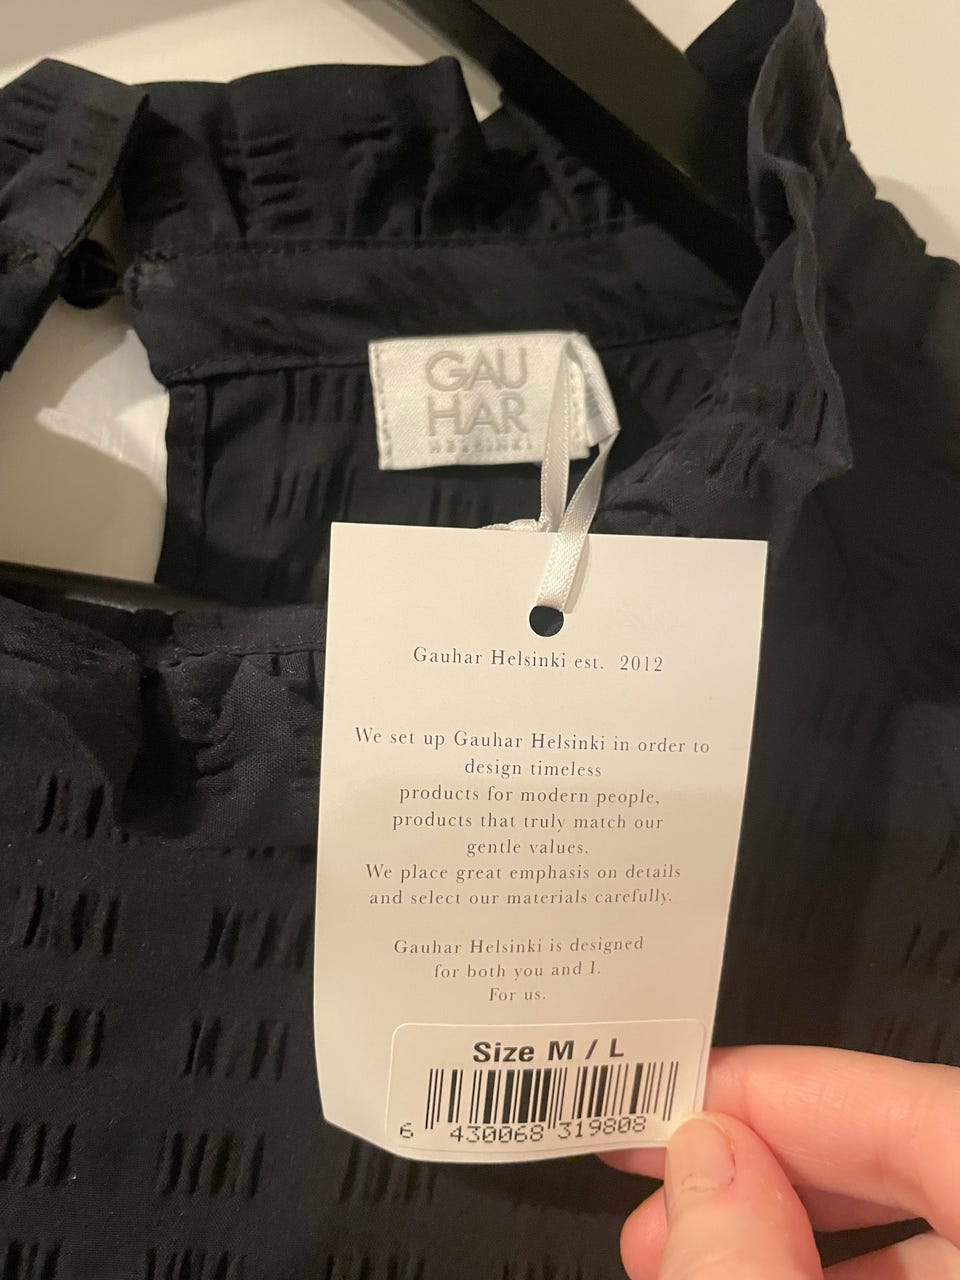 GAU
HAR
HELSINKI
Gauhar Helsinki est. 2012
We set up Gauhar Helsinki in order to
design timeless
products for modern people,
products that truly match our
gentle values.
We place great emphasis on details
and select our materials carefully.
Gauhar Helsinki is designed
for both you and I.
For us.
Size M / L
6 430068 319808